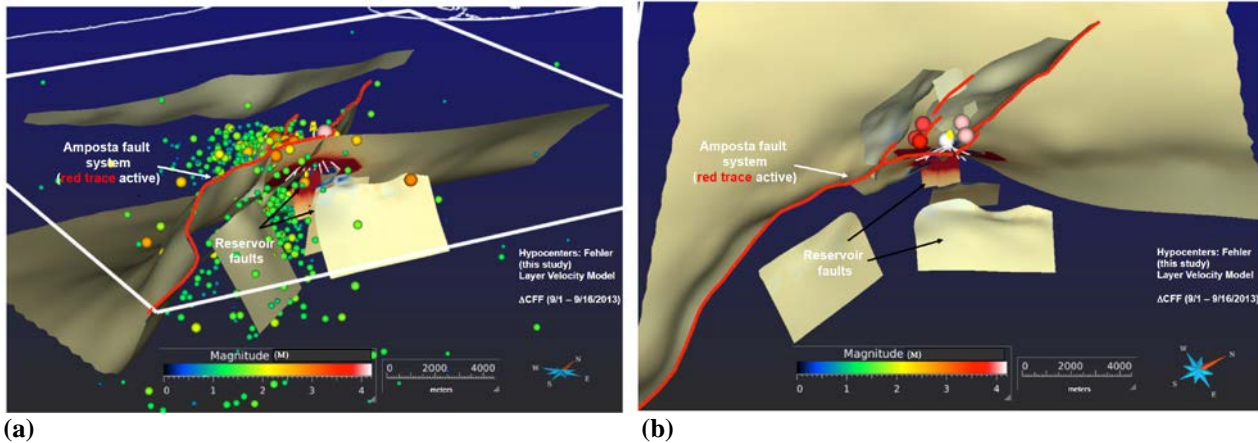 Amposta fault
system
(red trace active)
Reservoir
faults
Hypocenters: Fehler
(this study)
Layer Velocity Model
ΔCFF (9/1 – 9/16/2013)
Magnitude (M)
0 1 2 3 4
0 2000 4000
meters
W N S E
(a)
Amposta fault
system
(red trace active)
Reservoir
faults
Hypocenters: Fehler
(this study)
Layer Velocity Model
ΔCFF (9/1 – 9/16/2013)
Magnitude (M)
0 1 2 3 4
0 2000 4000
meters
W N S E
(b)